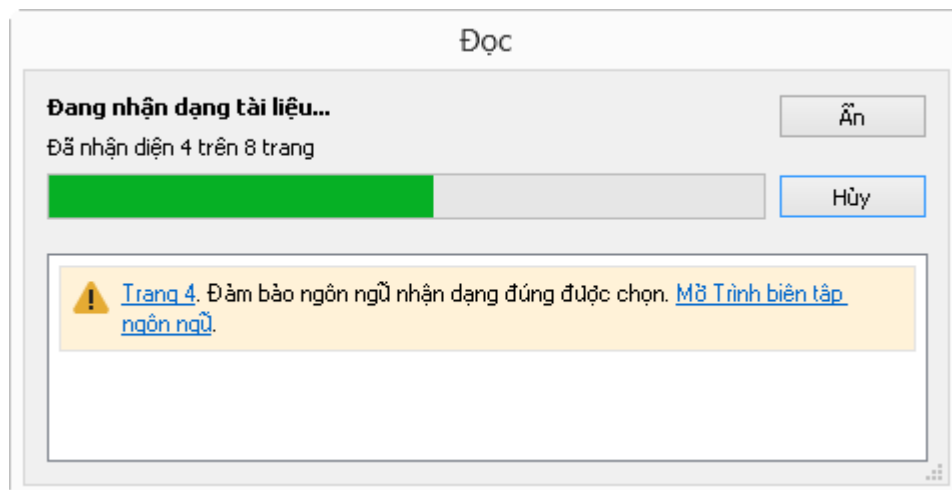 Đọc
Đang nhận dạng tài liệu...
Ẩn
Đã nhận diện 4 trên 8 trang
Hủy
Trang 4. Đảm bảo ngôn ngữ nhận dạng đúng được chọn. Mở Trình biên tập
ngôn ngữ.